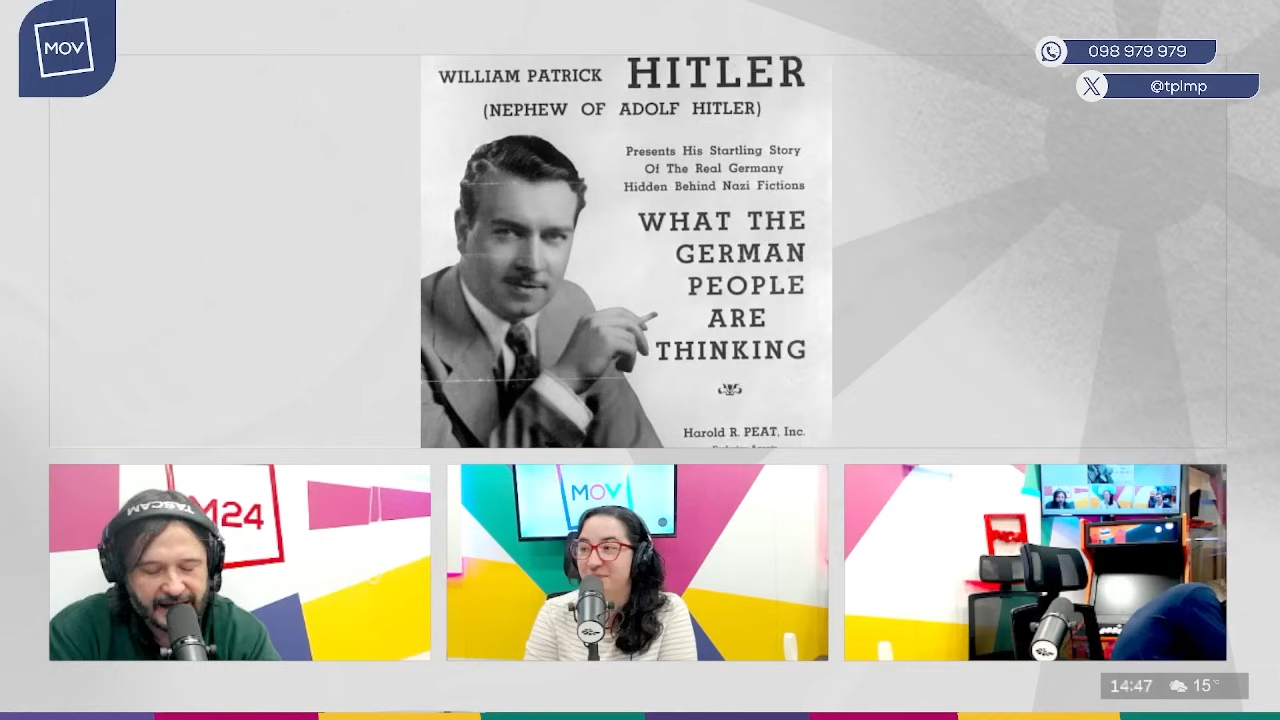 MOV
098 979 979
@tplmp
WILLIAM PATRICK HITLER
(NEPHEW OF ADOLF HITLER)
Presents His Startling Story
Of The Real Germany
Hidden Behind Nazi Fictions
WHAT THE
GERMAN
PEOPLE
ARE
THINKING
Harold R. PEAT, Inc.
M24
TASCAM
MOV
14:47
15°